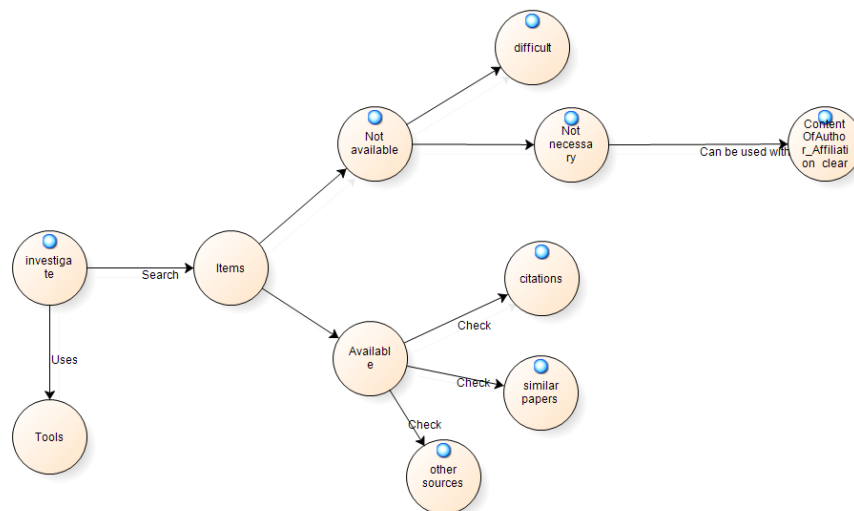 difficult
Not
available
Not
necessa
ry
Can be used with
Content
OfAutho
r_Affiliati
on clear
investiga
te
Search
Items
citations
Check
Availabl
e
Uses
Check
similar
papers
Check
Tools
other
sources